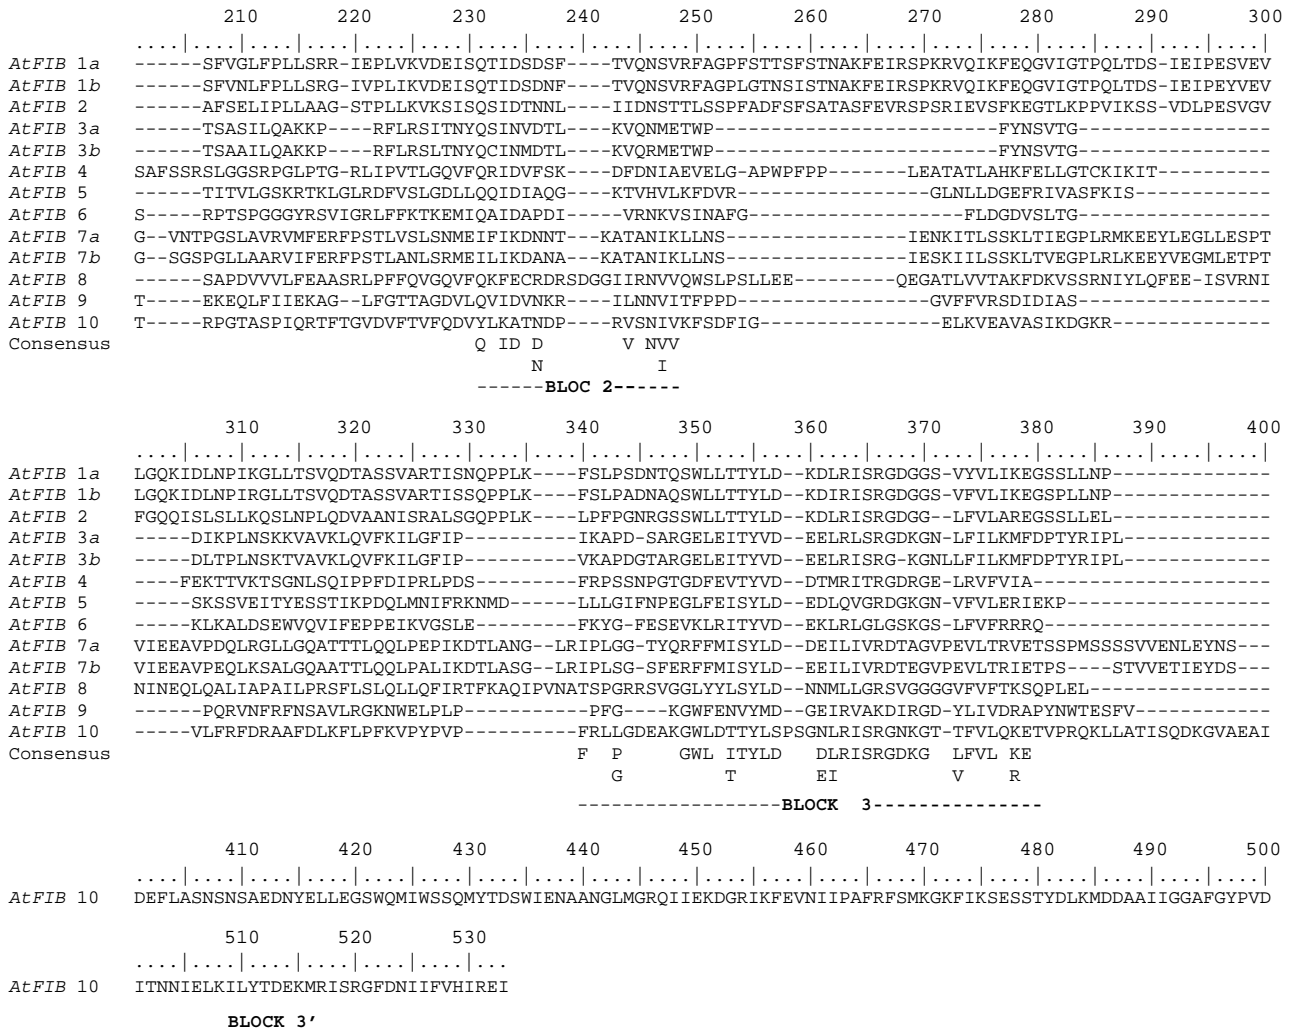 210 220 230 240 250 260 270 280 290 300
....|....|....|....|....|....|....|....|....|....|....|....|....|....|....|....|....|....|....|....|
AtFIB 1a ------SFVGLFPLLSRR-IEPLVKVDEISQTIDSDSF----TVQNSVRFAGPFSTTSFSTNAKFEIRSPKRVQIKFEQGVIGTPQLTDS-IEIPESVEV
AtFIB 1b ------SFVNLFPLLSRG-IVPLIKVDEISQTIDSDNF----TVQNSVRFAGPLGTNSISTNAKFEIRSPKRVQIKFEQGVIGTPQLTDS-IEIPEYVEV
AtFIB 2 ------AFSELIPLLAAG-STPLLKVKSISQSIDTNNL----IIDNSTTLSSPFADFSFSATASFEVRSPSRIEVSFKEGTLKPPVIKSS-VDLPESVGV
AtFIB 3a ------TSASILQAKKP---RFLRSITNYQSINVDTL----KVQNMETWP-------------------------FYNSVTG-----------------
AtFIB 3b ------TSAAILQAKKP---RFLRSLTNYQCINMDTL----KVQRMETWP-------------------------FYNSVTG-----------------
AtFIB 4 SAFSSRSLGGSRPGLPTG-RLIPVTLGQVFQRIDVFSK---DFDNIAEVELG-APWPFPP-------LEATATLAHKFELLGTCKIKIT----------
AtFIB 5 ------TITVLGSKRTKLGLRDFVSLGDLLQQIDIAQG---KTVHVLKFDVR-----------------GLNLLDGEFRIVASFKIS------------
AtFIB 6 S-----RPTSPGGGYRSVIGRLFFKTKEMIQAIDAPDI----VRNKVSINAFG-------------------FLDGDVSLTG-----------------
AtFIB 7a G--VNTPGSLAVRVMFERFPSTLVSLSNMEIFIKDNNT---KATANIKLLNS----------------IENKITLSSKLTIEGPLRMKEEYLEGLLESPT
AtFIB 7b G--SGSPGLLAARVIFERFPSTLANLSRMEILIKDANA---KATANIKLLNS----------------IESKIILSSKLTVEGPLRLKEEYVEGMLETPT
AtFIB 8 ------SAPDVVVLFEAASRLPFFQVGQVFQKFECRDRSDGGIIRNVVQWSLPSLLEE---------QEGATLVVTAKFDKVSSRNIYLQFEE-ISVRNI
AtFIB 9 T-----EKEQLFIIEKAG--LFGTTAGDVLQVIDVNKR----ILNNVITFPPD-----------------GVFFVRSDIDIAS-----------------
AtFIB 10 T-----RPGTASPIQRTFTGVDVFTVFQDVYLKATNDP----RVSNIVKFSDFIG----------------ELKVEAVASIKDGKR--------------
Consensus Q ID D V NVV
N I
------BLOC 2------
310 320 330 340 350 360 370 380 390 400
....|....|....|....|....|....|....|....|....|....|....|....|....|....|....|....|....|....|....|....|
AtFIB 1a LGQKIDLNPIKGLLTSVQDTASSVARTISNQPPLK----FSLPSDNTQSWLLTTYLD--KDLRISRGDGGS-VYVLIKEGSSLLNP--------------
AtFIB 1b LGQKIDLNPIRGLLTSVQDTASSVARTISSQPPLK----FSLPADNAQSWLLTTYLD--KDIRISRGDGGS-VFVLIKEGSPLLNP--------------
AtFIB 2 FGQQISLSLLKQSLNPLQDVAANISRALSGQPPLK----LPFPGNRGSSWLLTTYLD--KDLRISRGDGG-LFVLAREGSSLLEL---------------
AtFIB 3a -----DIKPLNSKKVAVKLQVFKILGFIP----------IKAPD-SARGELEITYVD--EELRLSRGDKGN-LFILKMFDPTYRIPL-------------
AtFIB 3b -----DLTPLNSKTVAVKLQVFKILGFIP----------VKAPDGTARGELEITYVD--EELRISRG-KGNLLFILKMFDPTYRIPL-------------
AtFIB 4 ----FEKTTVKTSGNLSQIPPFDIPRLPDS---------FRPSSNPGTGDFEVTYVD--DTMRITRGDRGE-LRVFVIA---------------------
AtFIB 5 -----SKSSVEITYESSTIKPDQLMNIFRKNMD------LLLGIFNPEGLFEISYLD--EDLQVGRDGKGN-VFVLERIEKP------------------
AtFIB 6 -----KLKALDSEWVQVIFEPPEIKVGSLE---------FKYG-FESEVKLRITYVD--EKLRLGLGSKGS-LFVFRRRQ--------------------
AtFIB 7a VIEEAVPDQLRGLLGQATTTLQQLPEPIKDTLANG--LRIPLGG-TYQRFFMISYLD--DEILIVRDTAGVPEVLTRVETSSPMSSSSVVENLEYNS---
AtFIB 7b VIEEAVPEQLKSALGQAATTLQQLPALIKDTLASG--LRIPLSG-SFERFFMISYLD--EEILIVRDTEGVPEVLTRIETPS----STVVETIEYDS---
AtFIB 8 NINEQLQALIAPAILPRSFLSLQLLQFIRTFKAQIPVNATSPGRRSVGGLYYLSYLD--NNMLLGRSVGGGGVFVFTKSQPLEL----------------
AtFIB 9 ------PQRVNFRFNSAVLRGKNWELPLP-----------PFG----KGWFENVYMD--GEIRVAKDIRGD-YLIVDRAPYNWTESFV------------
AtFIB 10 -----VLFRFDRAAFDLKFLPFKVPYPVP----------FRLLGDEAKGWLDTTYLSPSGNLRISRGNKGT-TFVLQKETVPRQKLLATISQDKGVAEAI
Consensus F P GWL ITYLD DLRISRGDKG LFVL KE
G T EI V R
------------------BLOCK 3---------------
410 420 430 440 450 460 470 480 490 500
....|....|....|....|....|....|....|....|....|....|....|....|....|....|....|....|....|....|....|....|
AtFIB 10 DEFLASNSNSAEDNYELLEGSWQMIWSSQMYTDSWIENAANGLMGRQIIEKDGRIKFEVNIIPAFRFSMKGKFIKSESSTYDLKMDDAAIIGGAFGYPVD
510 520 530
....|....|....|....|....|....|...
AtFIB 10 ITNNIELKILYTDEKMRISRGFDNIIFVHIREI
BLOCK 3'